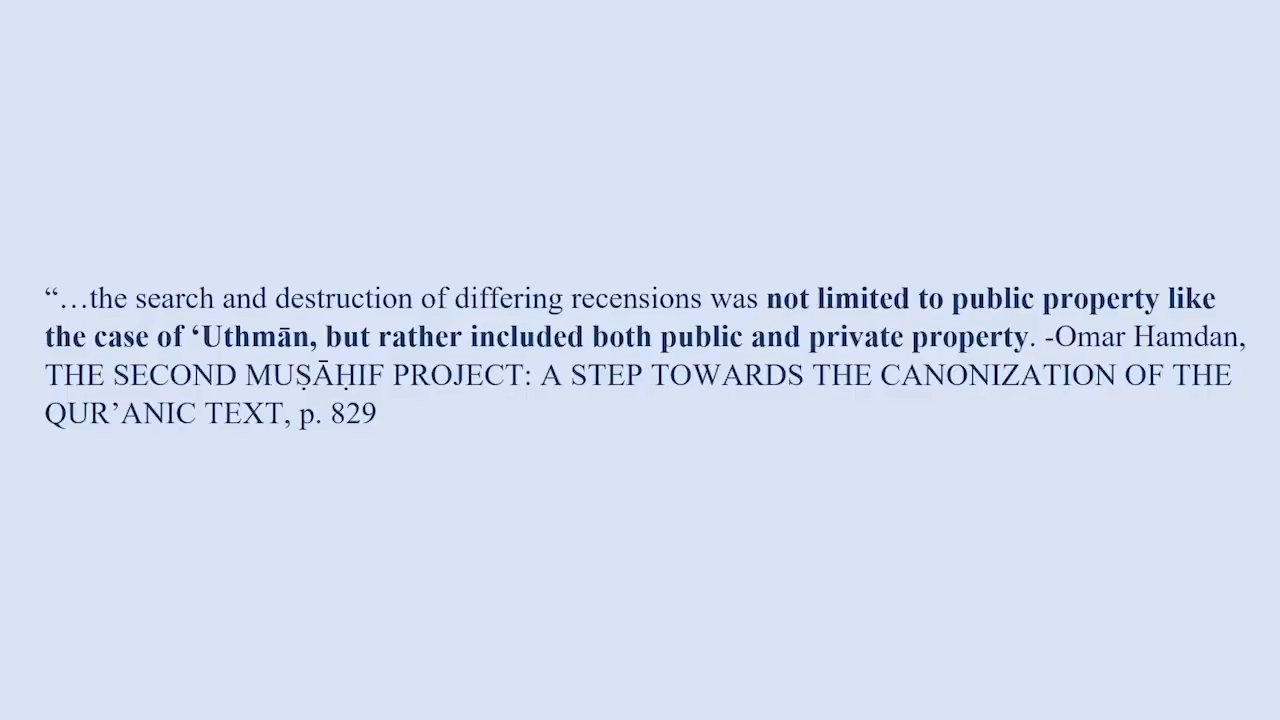 “…the search and destruction of differing recensions was not limited to public property like
the case of ‘Uthmān, but rather included both public and private property. -Omar Hamdan,
THE SECOND MUṢĀḤIF PROJECT: A STEP TOWARDS THE CANONIZATION OF THE
QUR’ANIC TEXT, p. 829